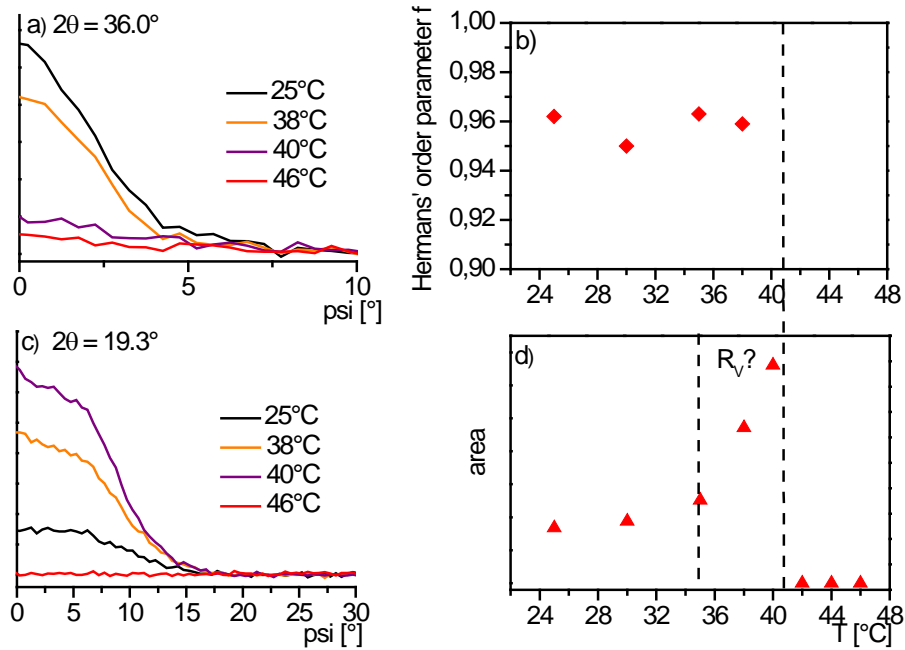 a) 2θ = 36.0°
25°C
38°C
40°C
46°C
0
5
10
psi [°]
b)
Hermans' order parameter f
1,00
0,98
0,96
0,94
0,92
0,90
24 28 32 36 40 44 48
c) 2θ = 19.3°
25°C
38°C
40°C
46°C
0 5 10 15 20 25 30
psi [°]
d)
R_V?
area
24 28 32 36 40 44 48
T [°C]